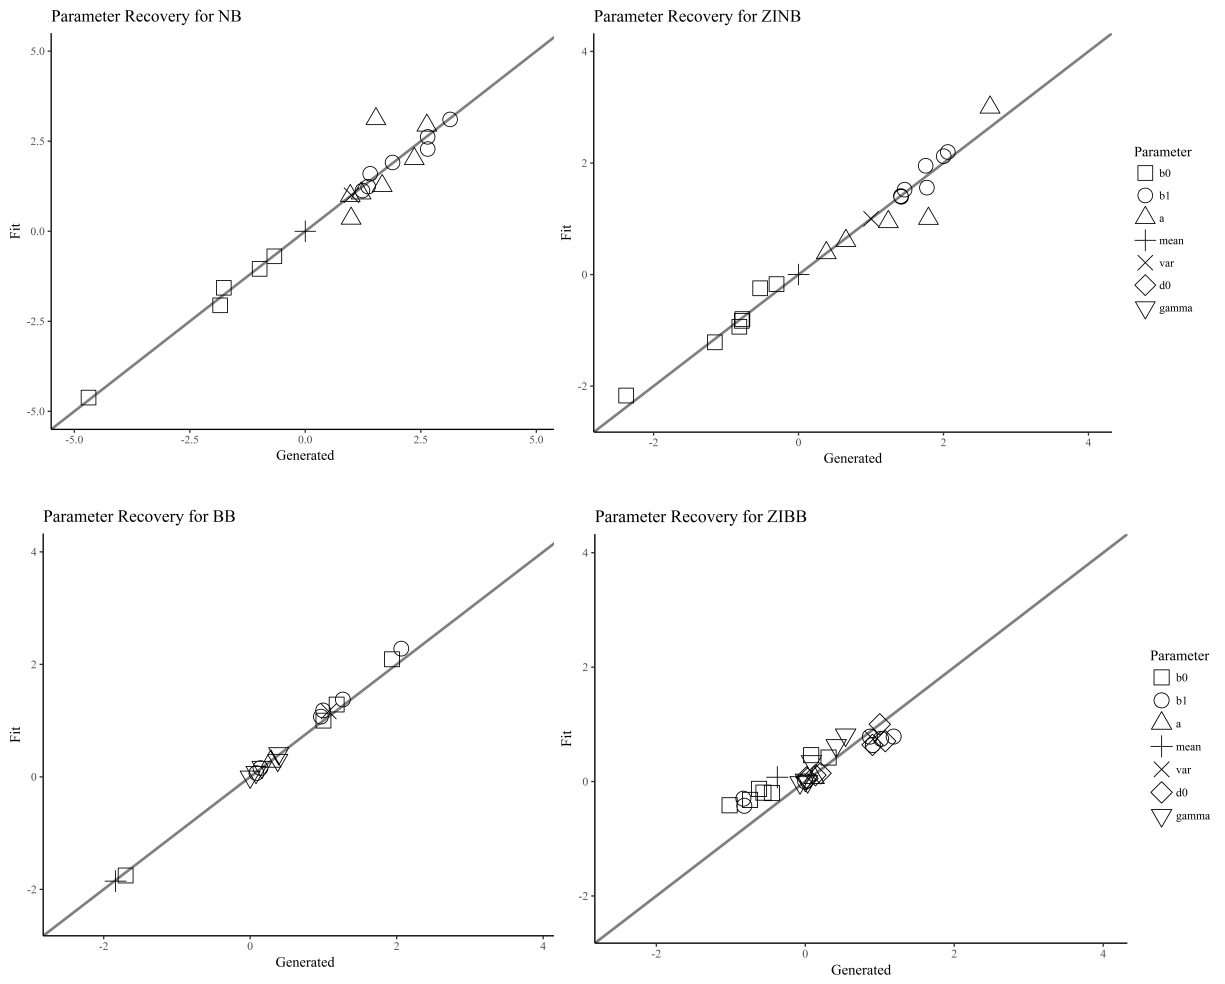 Parameter Recovery for NB
5.0
2.5
0.0
-2.5
-5.0
Fit
-5.0 -2.5 0.0 2.5 5.0
Generated
Parameter Recovery for ZINB
4
2
0
-2
Fit
-2 0 2 4
Generated
Parameter
b0
b1
a
mean
var
d0
gamma
Parameter Recovery for BB
4
2
0
-2
Fit
-2 0 2 4
Generated
Parameter Recovery for ZIBB
4
2
0
-2
Fit
-2 0 2 4
Generated
Parameter
b0
b1
a
mean
var
d0
gamma